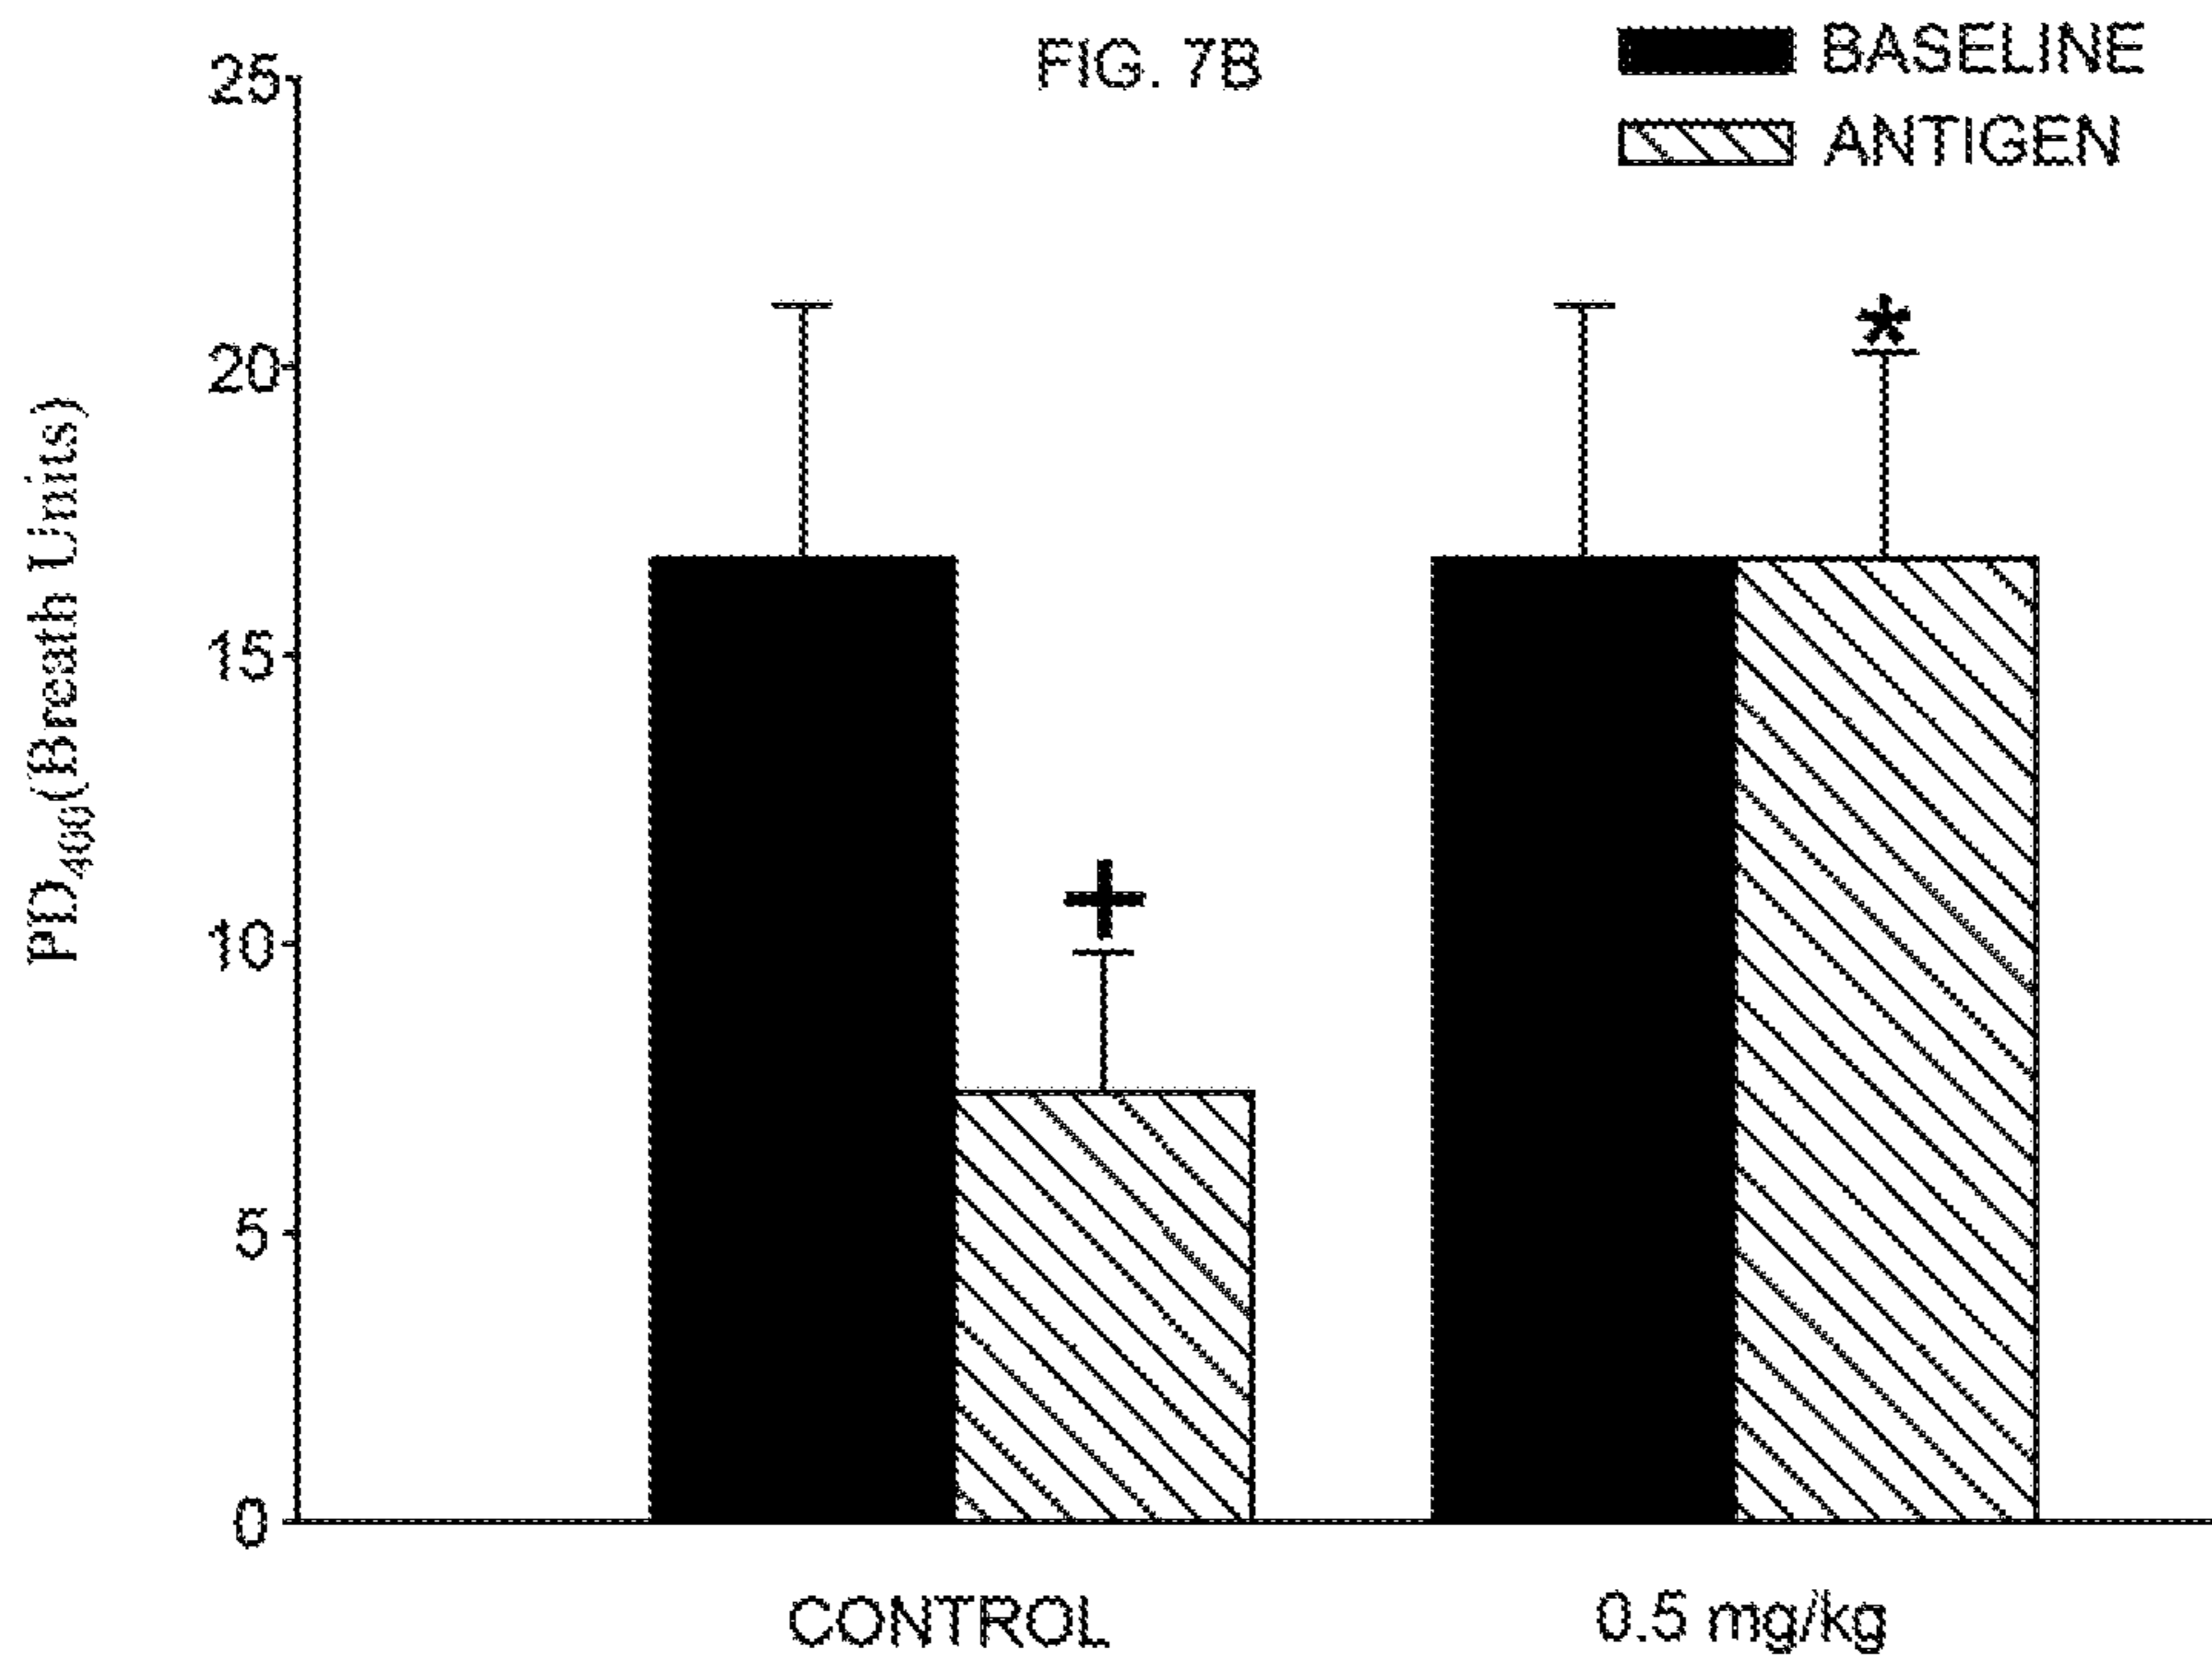 FIG. 7B
BASELINE
ANTIGEN
PD400(Breath Units)
25
20
15
10
5
0
+
*
CONTROL
0.5 mg/kg